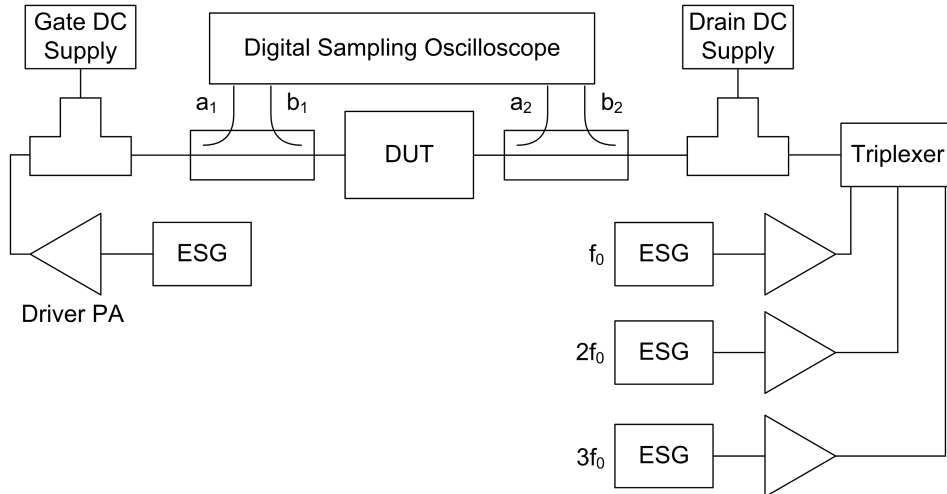 Gate DC
Supply
Digital Sampling Oscilloscope
Drain DC
Supply
a₁
b₁
a₂
b₂
DUT
Triplexer
ESG
Driver PA
f₀
ESG
2f₀
ESG
3f₀
ESG